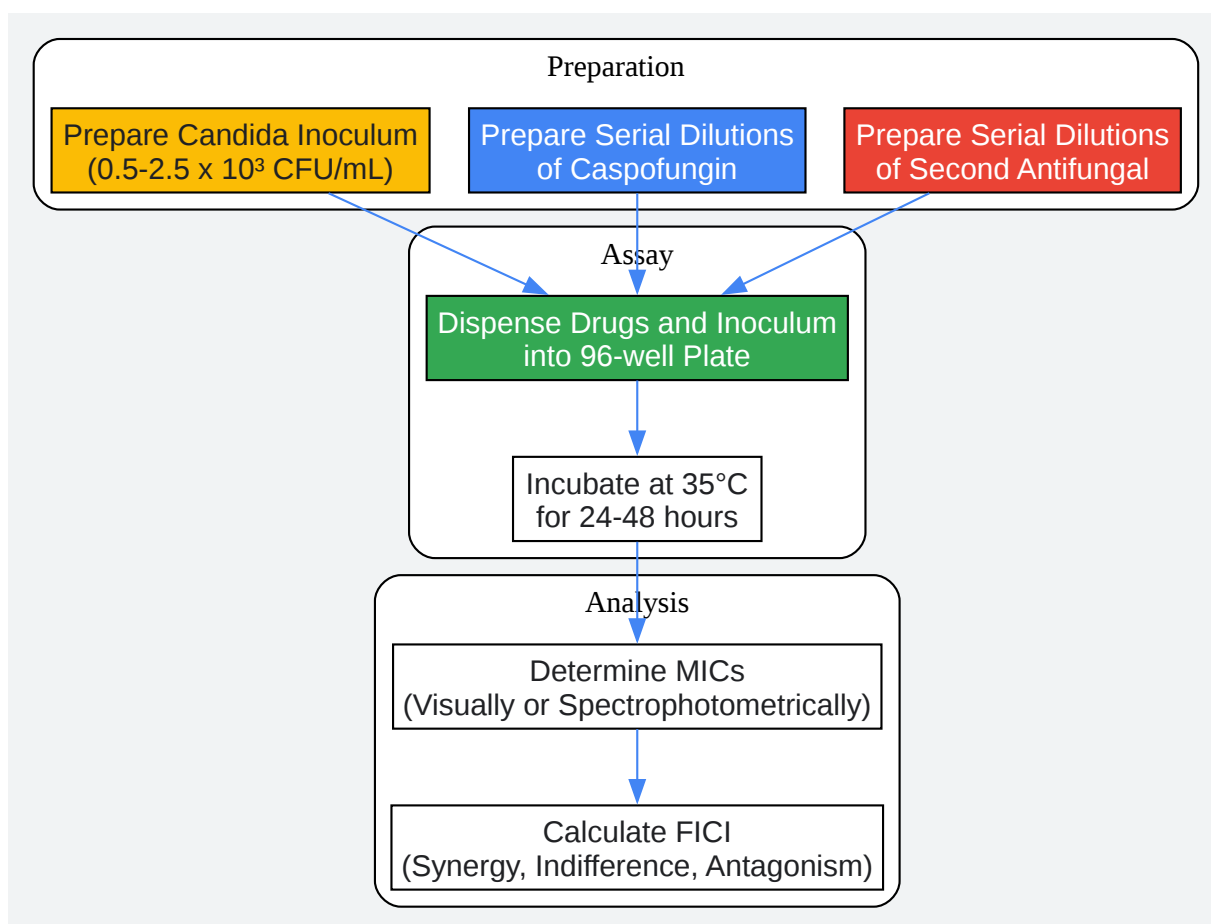 Preparation
Prepare Candida Inoculum
(0.5-2.5 x 10³ CFU/mL)
Prepare Serial Dilutions
of Caspofungin
Prepare Serial Dilutions
of Second Antifungal
Assay
Dispense Drugs and Inoculum
into 96-well Plate
Incubate at 35°C
for 24-48 hours
Analysis
Determine MICs
(Visually or Spectrophotometrically)
Calculate FICI
(Synergy, Indifference, Antagonism)